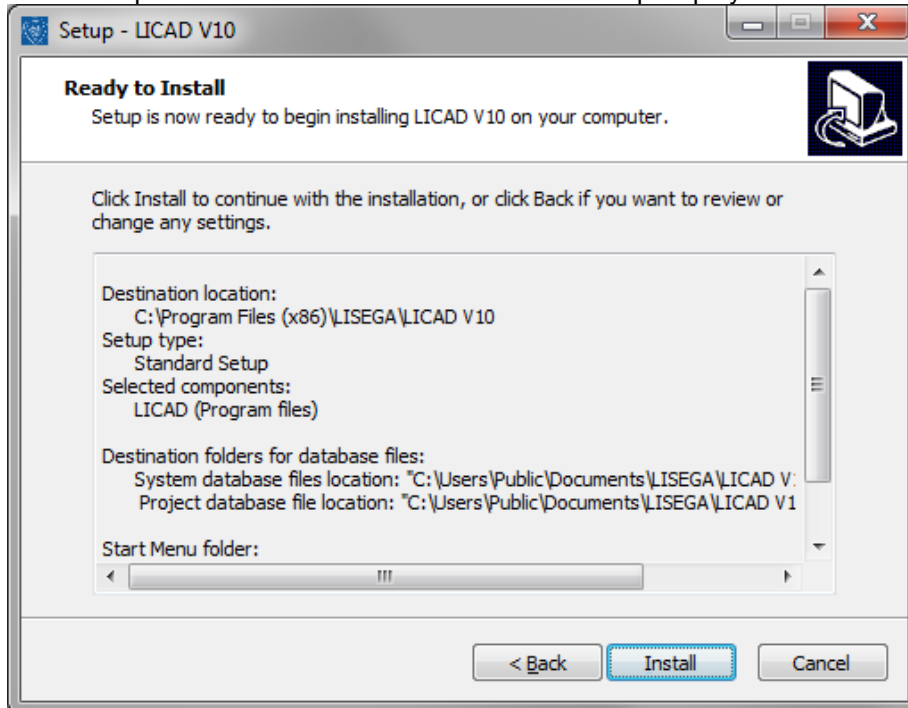 Setup - LICAD V10
Ready to Install
Setup is now ready to begin installing LICAD V10 on your computer.
Click Install to continue with the installation, or click Back if you want to review or
change any settings.
Destination location:
C:\Program Files (x86)\LISEGA\LICAD V10
Setup type:
Standard Setup
Selected components:
LICAD (Program files)
Destination folders for database files:
System database files location: "C:\Users\Public\Documents\LISEGA\LICAD V
Project database file location: "C:\Users\Public\Documents\LISEGA\LICAD V1
Start Menu folder:
< Back Install Cancel